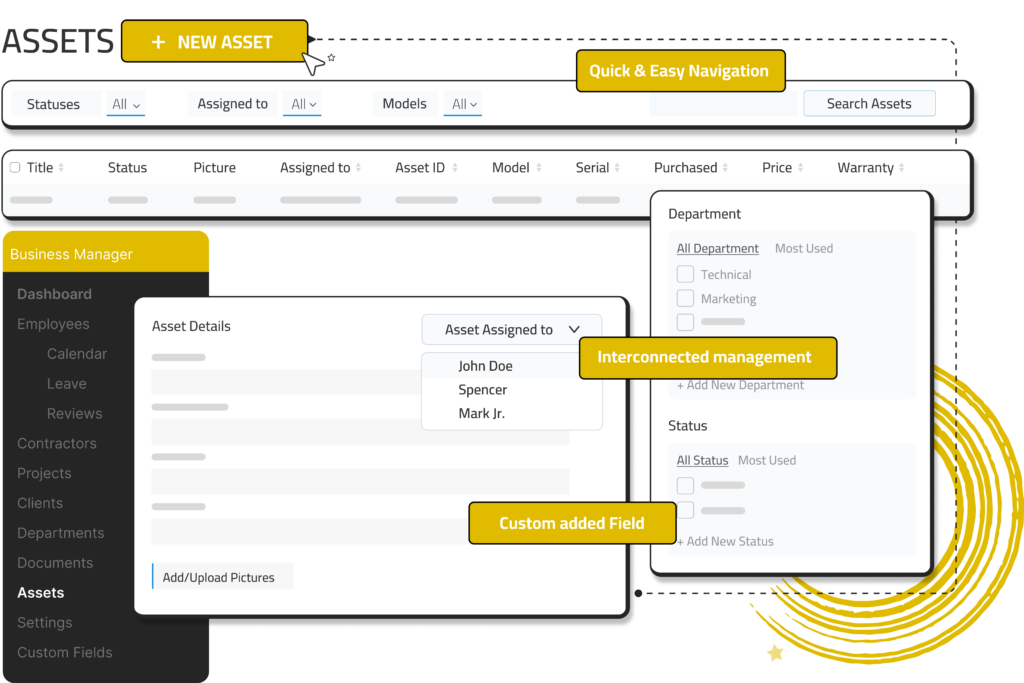 ASSETS
+ NEW ASSET
Quick & Easy Navigation
Statuses All Assigned to All Models All Search Assets
Title Status Picture Assigned to Asset ID Model Serial Purchased Price Warranty
Business Manager
Dashboard
Employees
Calendar
Leave
Reviews
Contractors
Projects
Clients
Departments
Documents
Assets
Settings
Custom Fields
Asset Details
Asset Assigned to
John Doe
Spencer
Mark Jr.
Add/Upload Pictures
Custom added Field
Interconnected management
Department
All Department Most Used
Technical
Marketing
+ Add New Department
Status
All Status Most Used
+ Add New Status